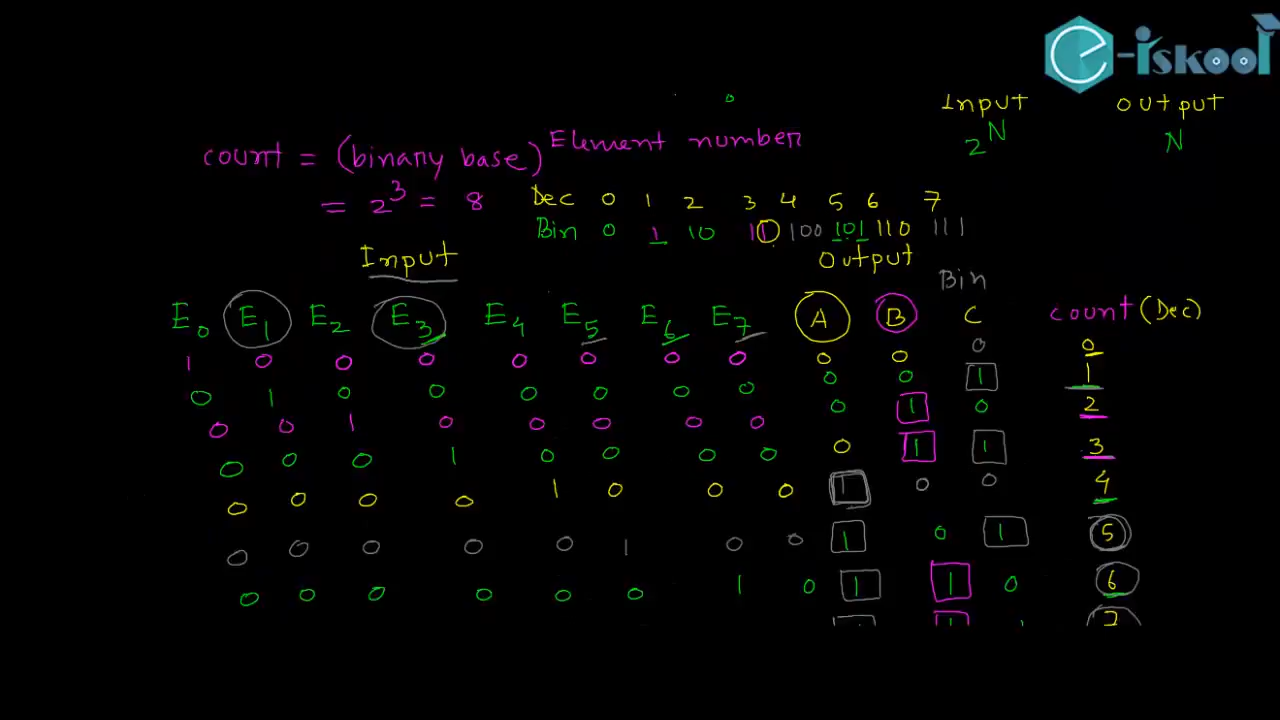 e-iskool
Input Output
2^N N
count = (binary base)^Element number
= 2^3 = 8
Dec 0 1 2 3 4 5 6 7
Bin 0 1 10 11 0 100 101 110 111
Input Output
Bin
E0 E1 E2 E3 E4 E5 E6 E7 A B C count (Dec)
1 0 0 0 0 0 0 0 0 0 0 0
0 1 0 0 0 0 0 0 0 0 1 1
0 0 1 0 0 0 0 0 0 1 0 2
0 0 0 1 0 0 0 0 0 1 1 3
0 0 0 0 1 0 0 0 1 0 0 4
0 0 0 0 0 1 0 0 1 0 1 5
0 0 0 0 0 0 1 0 1 1 0 6
1 7